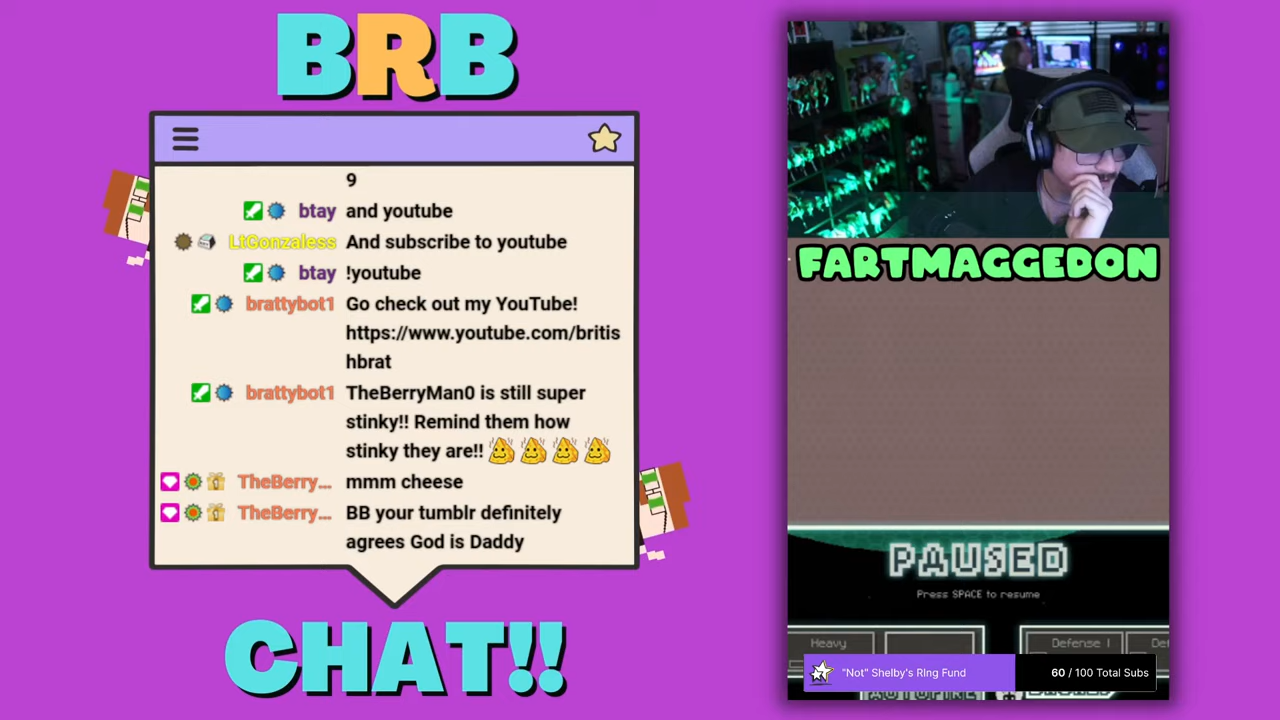 BRB
9
btay and youtube
LtGonzaless And subscribe to youtube
btay !youtube
brattybot1 Go check out my YouTube!
https://www.youtube.com/britis
hbrat
brattybot1 TheBerryMan0 is still super
stinky!! Remind them how
stinky they are!!
TheBerry... mmm cheese
TheBerry... BB your tumblr definitely
agrees God is Daddy
CHAT!!
FARTMAGGEDON
PAUSED
Press SPACE to resume
Heavy
Defense I
"Not" Shelby's RIng Fund
60 / 100 Total Subs